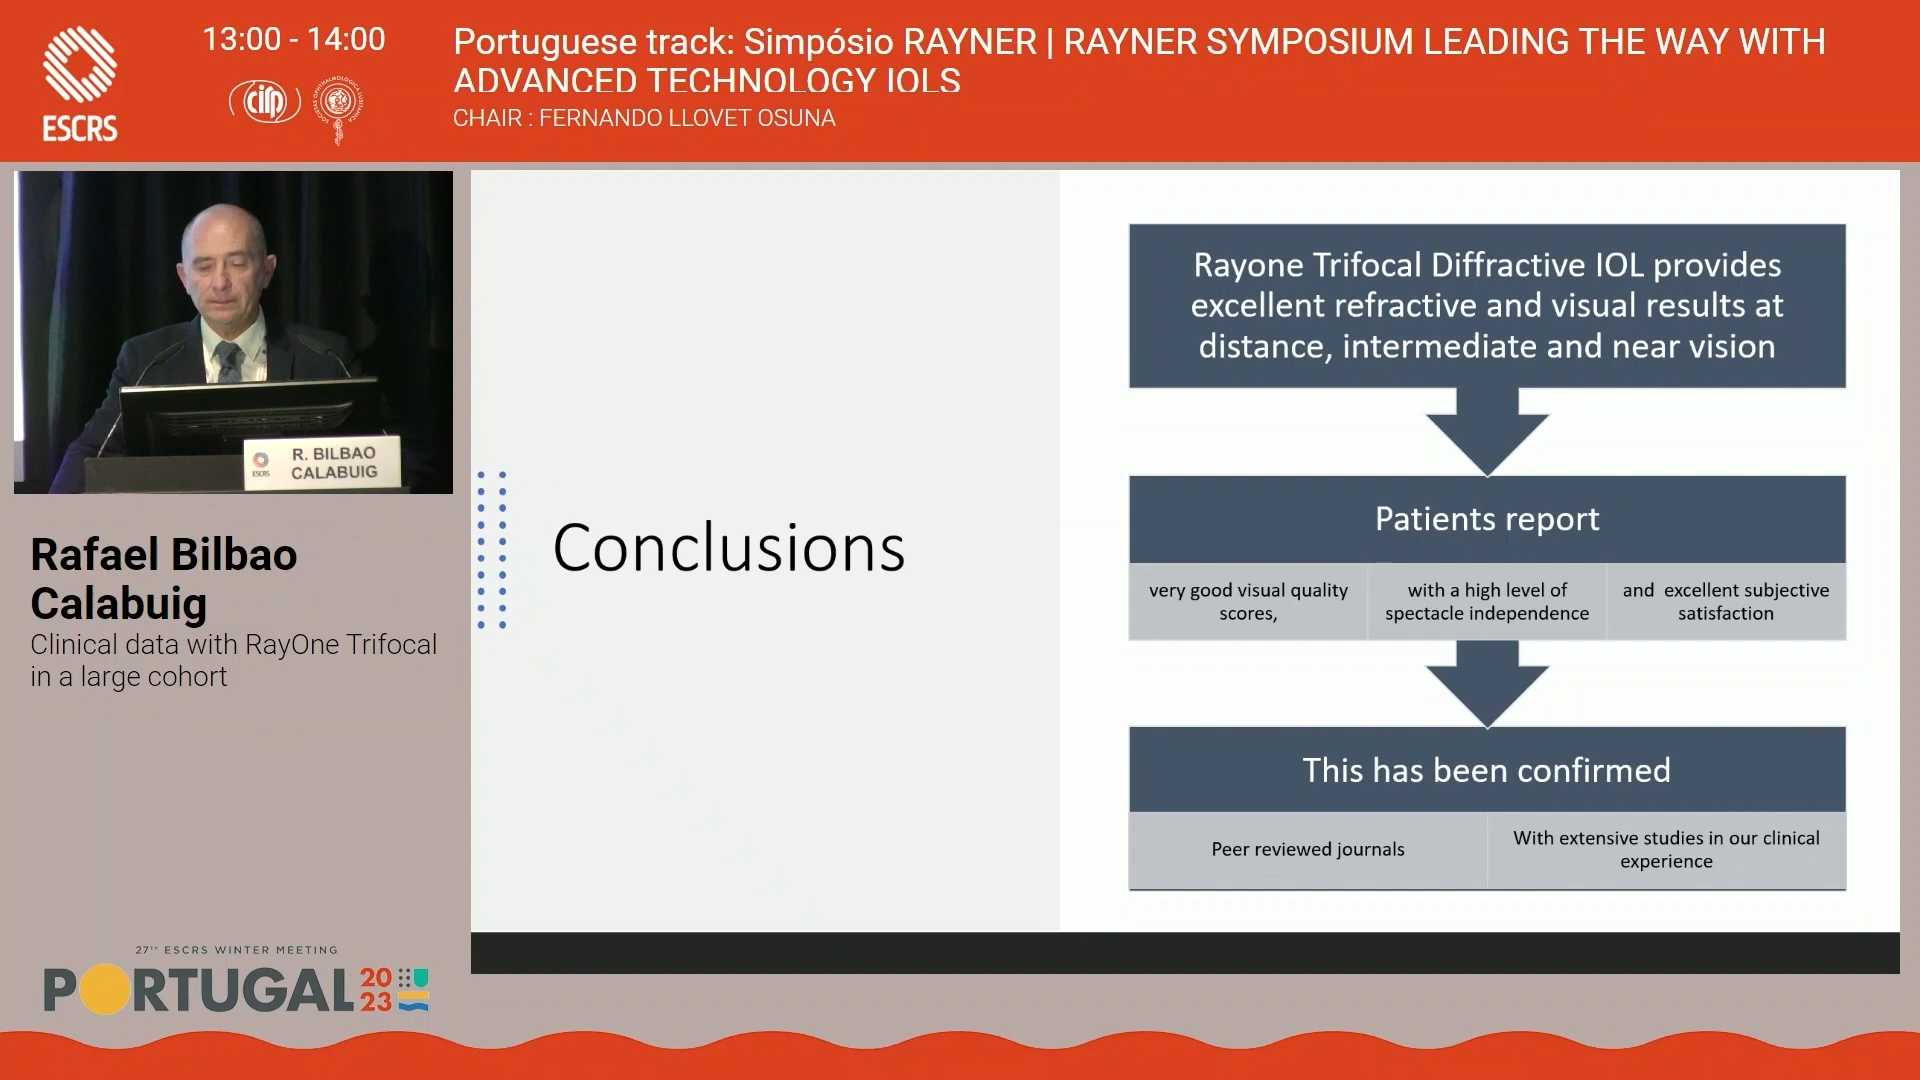 ESCRS
13:00 - 14:00
cirp
Portuguese track: Simpósio RAYNER | RAYNER SYMPOSIUM LEADING THE WAY WITH
ADVANCED TECHNOLOGY IOLS
CHAIR : FERNANDO LLOVET OSUNA
ESCRS
R. BILBAO
CALABUIG
Rafael Bilbao
Calabuig
Clinical data with RayOne Trifocal
in a large cohort
27TH ESCRS WINTER MEETING
PORTUGAL 2023
Conclusions
Rayone Trifocal Diffractive IOL provides
excellent refractive and visual results at
distance, intermediate and near vision
Patients report
very good visual quality
scores,
with a high level of
spectacle independence
and excellent subjective
satisfaction
This has been confirmed
Peer reviewed journals
With extensive studies in our clinical
experience